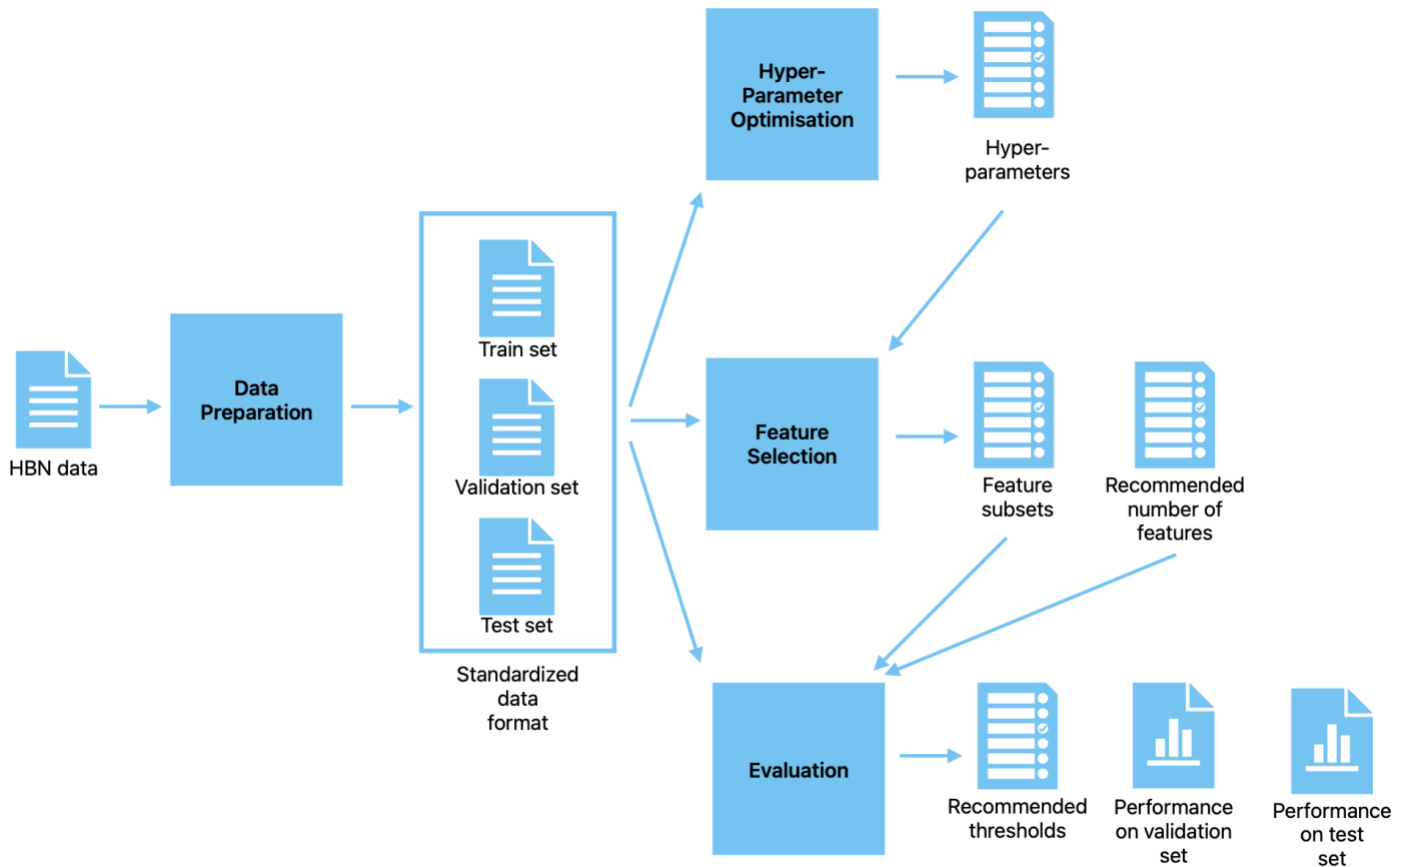 Hyper-
Parameter
Optimisation
Hyper-
parameters
Train set
Data
Preparation
HBN data
Validation set
Test set
Standardized
data
format
Feature
Selection
Feature
subsets
Recommended
number of
features
Evaluation
Recommended
thresholds
Performance
on validation
set
Performance
on test
set